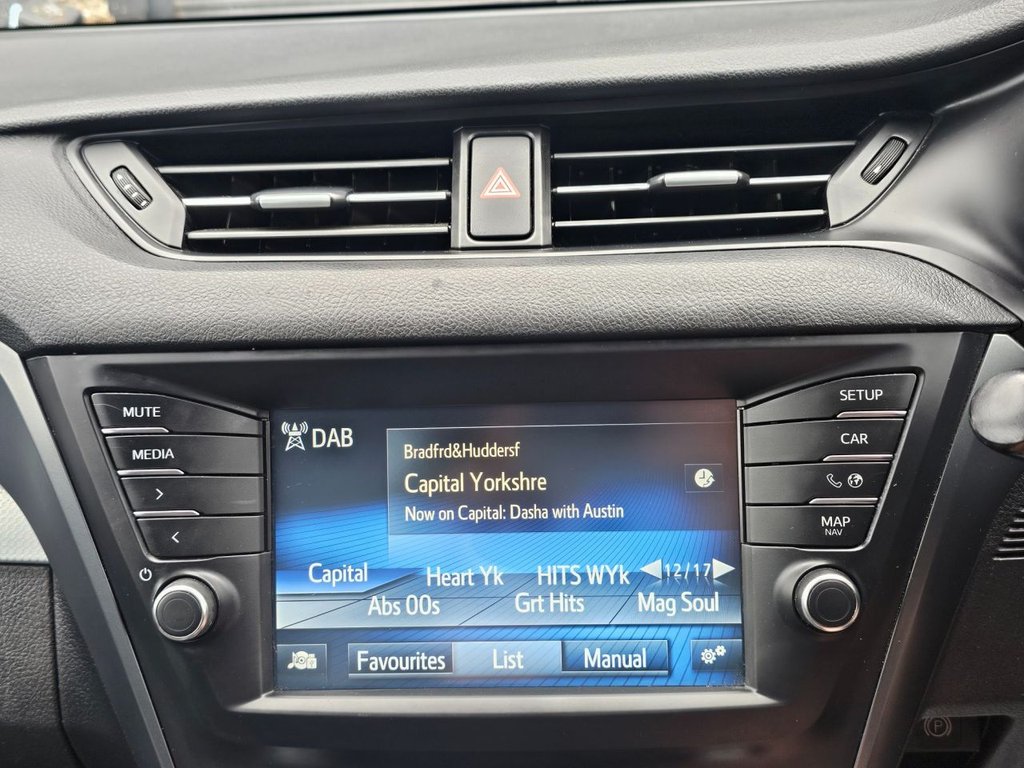 MUTE
MEDIA
SETUP
CAR
MAP
NAV
DAB
Bradfrd&Huddersf
Capital Yorkshre
Now on Capital: Dasha with Austin
Capital Heart Yk HITS WYk 12/17
Abs 00s Grt Hits Mag Soul
Favourites List Manual
P